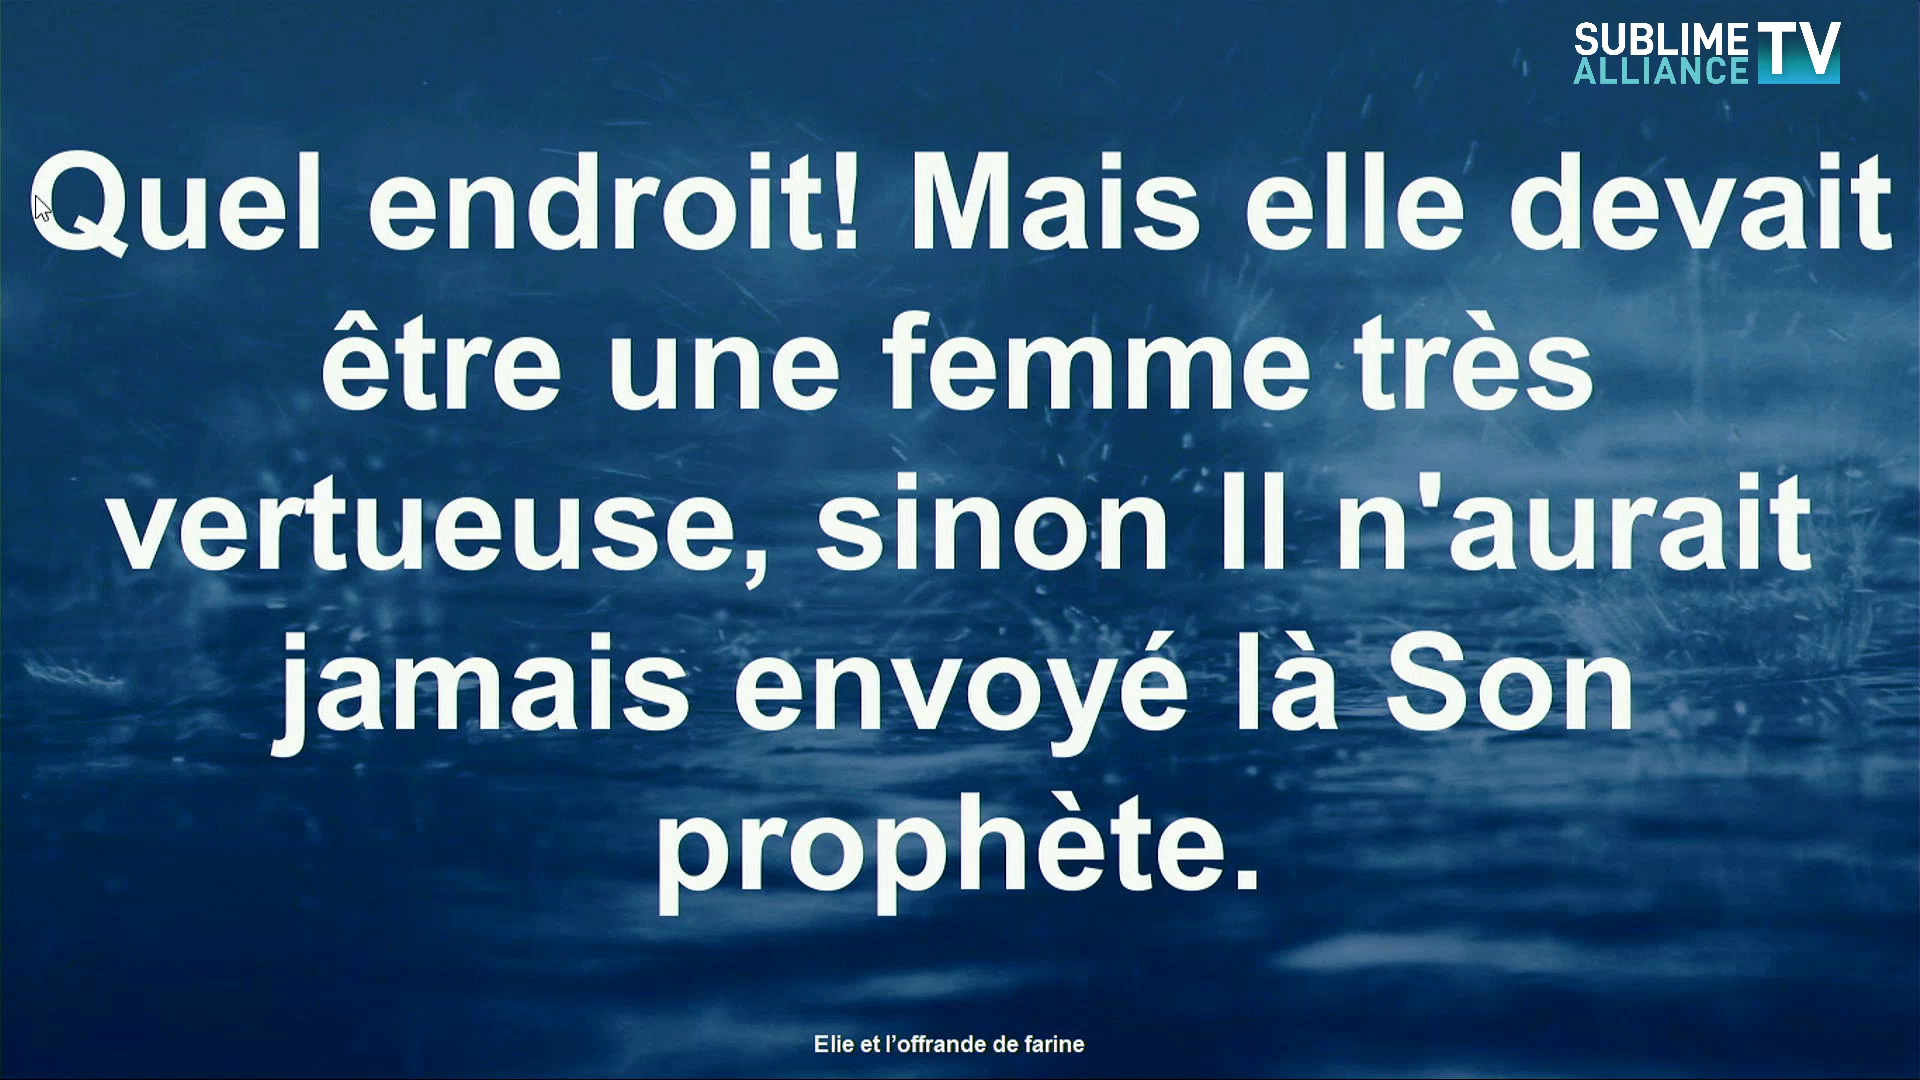 SUBLIME
ALLIANCE TV
Quel endroit! Mais elle devait
être une femme très
vertueuse, sinon Il n'aurait
jamais envoyé là Son
prophète.
Elie et l’offrande de farine